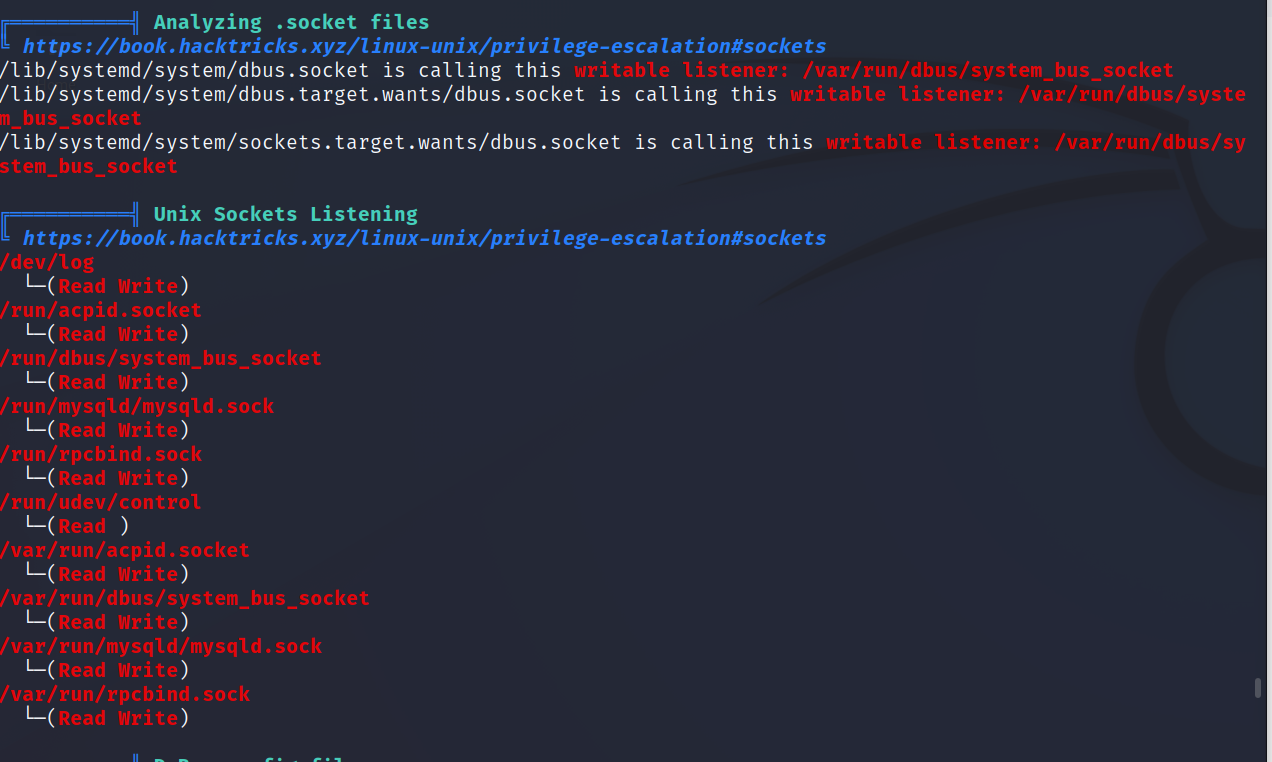 ╔══════════╣ Analyzing .socket files
╚ https://book.hacktricks.xyz/linux-unix/privilege-escalation#sockets
/lib/systemd/system/dbus.socket is calling this writable listener: /var/run/dbus/system_bus_socket
/lib/systemd/system/dbus.target.wants/dbus.socket is calling this writable listener: /var/run/dbus/syste
m_bus_socket
/lib/systemd/system/sockets.target.wants/dbus.socket is calling this writable listener: /var/run/dbus/sy
stem_bus_socket
╔══════════╣ Unix Sockets Listening
╚ https://book.hacktricks.xyz/linux-unix/privilege-escalation#sockets
/dev/log
└─(Read Write)
/run/acpid.socket
└─(Read Write)
/run/dbus/system_bus_socket
└─(Read Write)
/run/mysqld/mysqld.sock
└─(Read Write)
/run/rpcbind.sock
└─(Read Write)
/run/udev/control
└─(Read )
/var/run/acpid.socket
└─(Read Write)
/var/run/dbus/system_bus_socket
└─(Read Write)
/var/run/mysqld/mysqld.sock
└─(Read Write)
/var/run/rpcbind.sock
└─(Read Write)